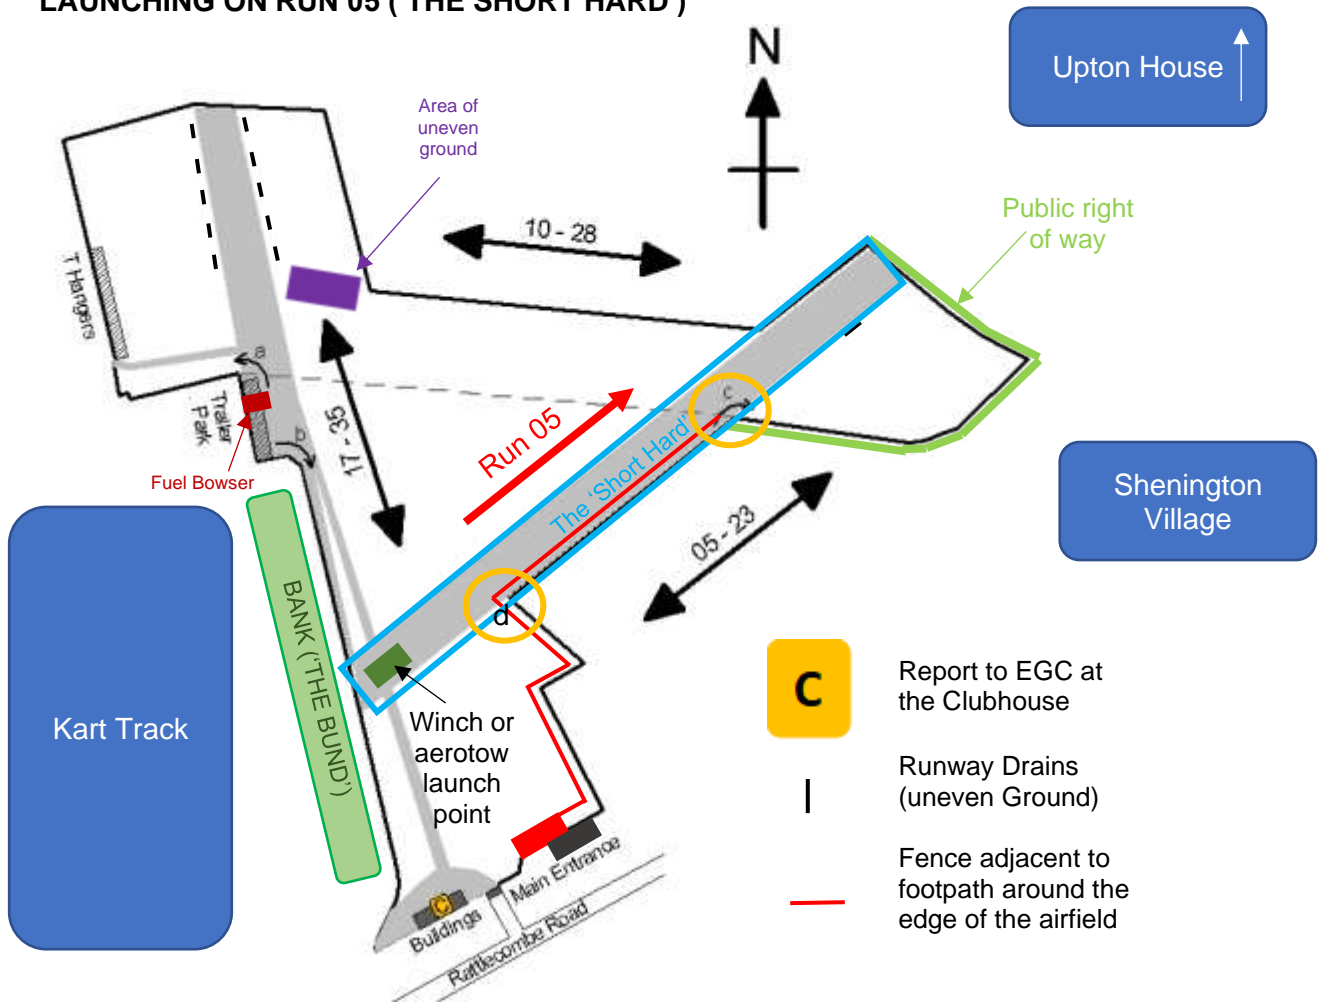 LAUNCHING ON RUN 05 ( 'THE SHORT HARD')
N
Upton House
Area of
uneven
ground
Public right
of way
10 - 28
T Hangers
a
Trailer
Park
b
17 - 35
Fuel Bowser
Run 05
The 'Short Hard'
c
05 - 23
Shenington
Village
Kart Track
BANK ('THE BUND')
d
Winch or
aerotow
launch
point
C
Report to EGC at
the Clubhouse
Runway Drains
(uneven Ground)
Fence adjacent to
footpath around the
edge of the airfield
Main Entrance
C
Buildings
Rattlecombe Road